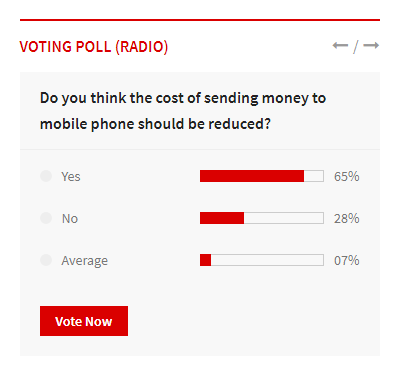 VOTING POLL (RADIO)
/
Do you think the cost of sending money to
mobile phone should be reduced?
Yes 65%
No 28%
Average 07%
Vote Now